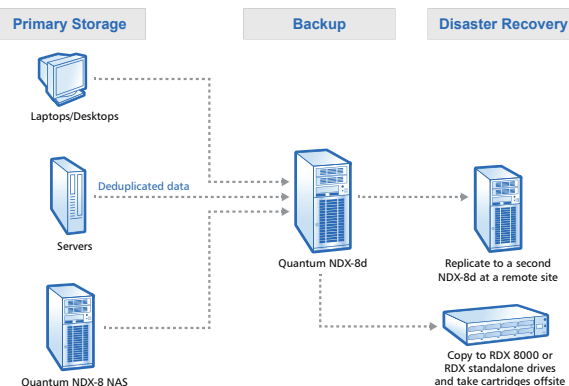 Primary Storage
Backup
Disaster Recovery
Laptops/Desktops
Deduplicated data
Servers
Quantum NDX-8d
Replicate to a second
NDX-8d at a remote site
Quantum NDX-8 NAS
Copy to RDX 8000 or
RDX standalone drives
and take cartridges offsite